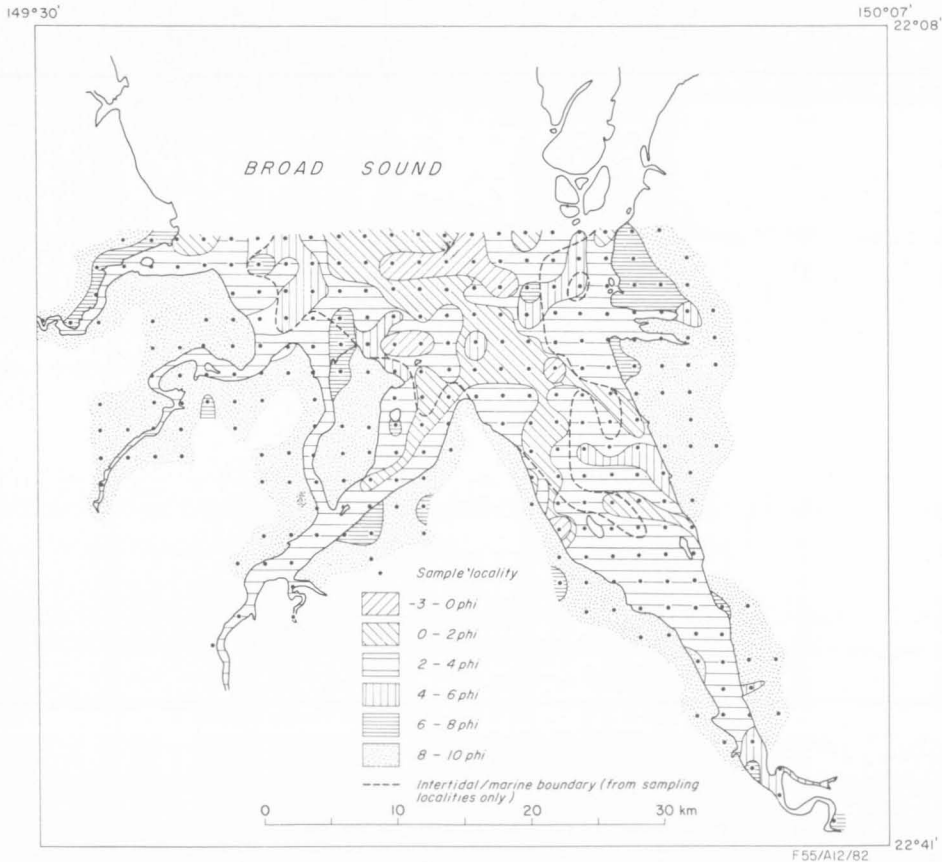 149°30'
150°07'
22°08'
BROAD SOUND
Sample locality
-3 - 0 phi
0 - 2 phi
2 - 4 phi
4 - 6 phi
6 - 8 phi
8 - 10 phi
Intertidal/marine boundary (from sampling
localities only)
0 10 20 30 km
22°41'
F55/A12/82